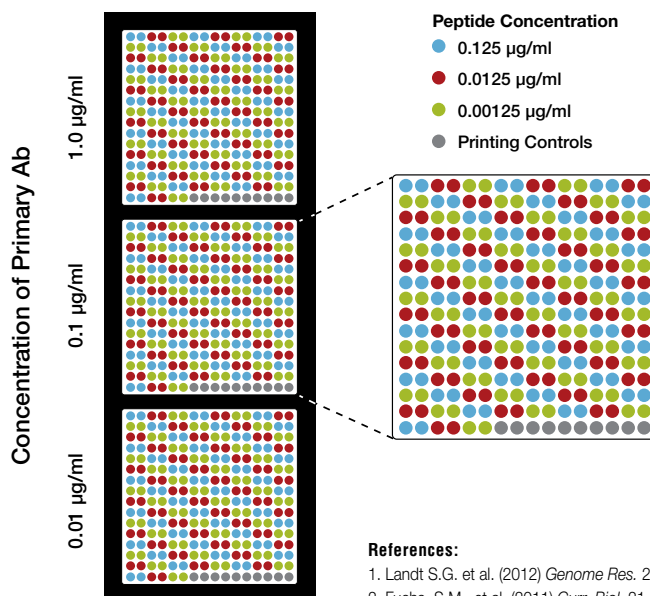 Peptide Concentration
0.125 µg/ml
0.0125 µg/ml
0.00125 µg/ml
Printing Controls
Concentration of Primary Ab
1.0 µg/ml
0.1 µg/ml
0.01 µg/ml
References:
1. Landt S.G. et al. (2012) Genome Res. 2